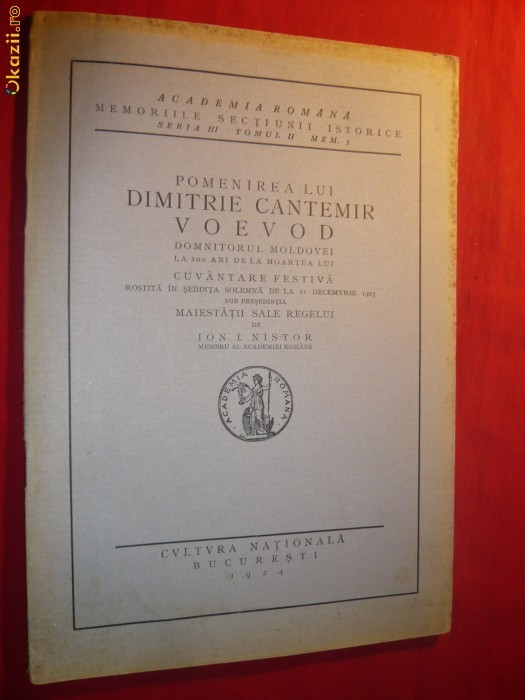 Okazii.ro
ACADEMIA ROMÂNĂ
MEMORIILE SECȚIUNII ISTORICE
SERIA III TOMUL II MEM. 5
POMENIREA LUI
DIMITRIE CANTEMIR
VOEVOD
DOMNITORUL MOLDOVEI
LA 200 ANI DE LA MOARTEA LUI
CUVÂNTARE FESTIVĂ
ROSTITĂ ÎN ȘEDINȚA SOLEMNĂ DE LA 21 DECEMVRIE 1923
SUB PREȘEDINȚIA
MAIESTĂȚII SALE REGELUI
DE
ION I. NISTOR
MEMBRU AL ACADEMIEI ROMÂNE
ACADEMIA ROMANA
CVLTVRA NAȚIONALĂ
BUCUREȘTI
1924